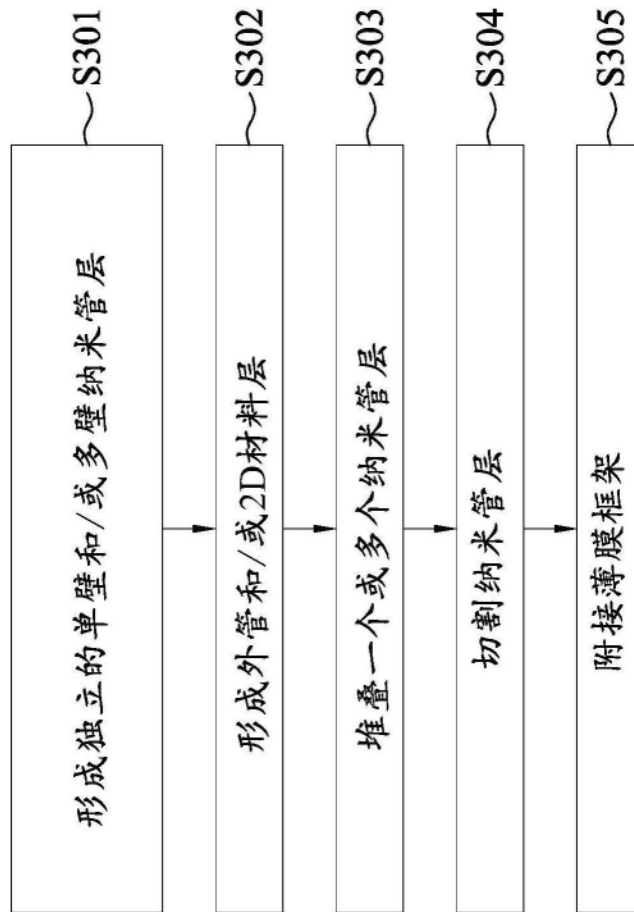 形成独立的单壁和/或多壁纳米管层
S301
形成外管和/或2D材料层
S302
堆叠一个或多个纳米管层
S303
切割纳米管层
S304
附接薄膜框架
S305